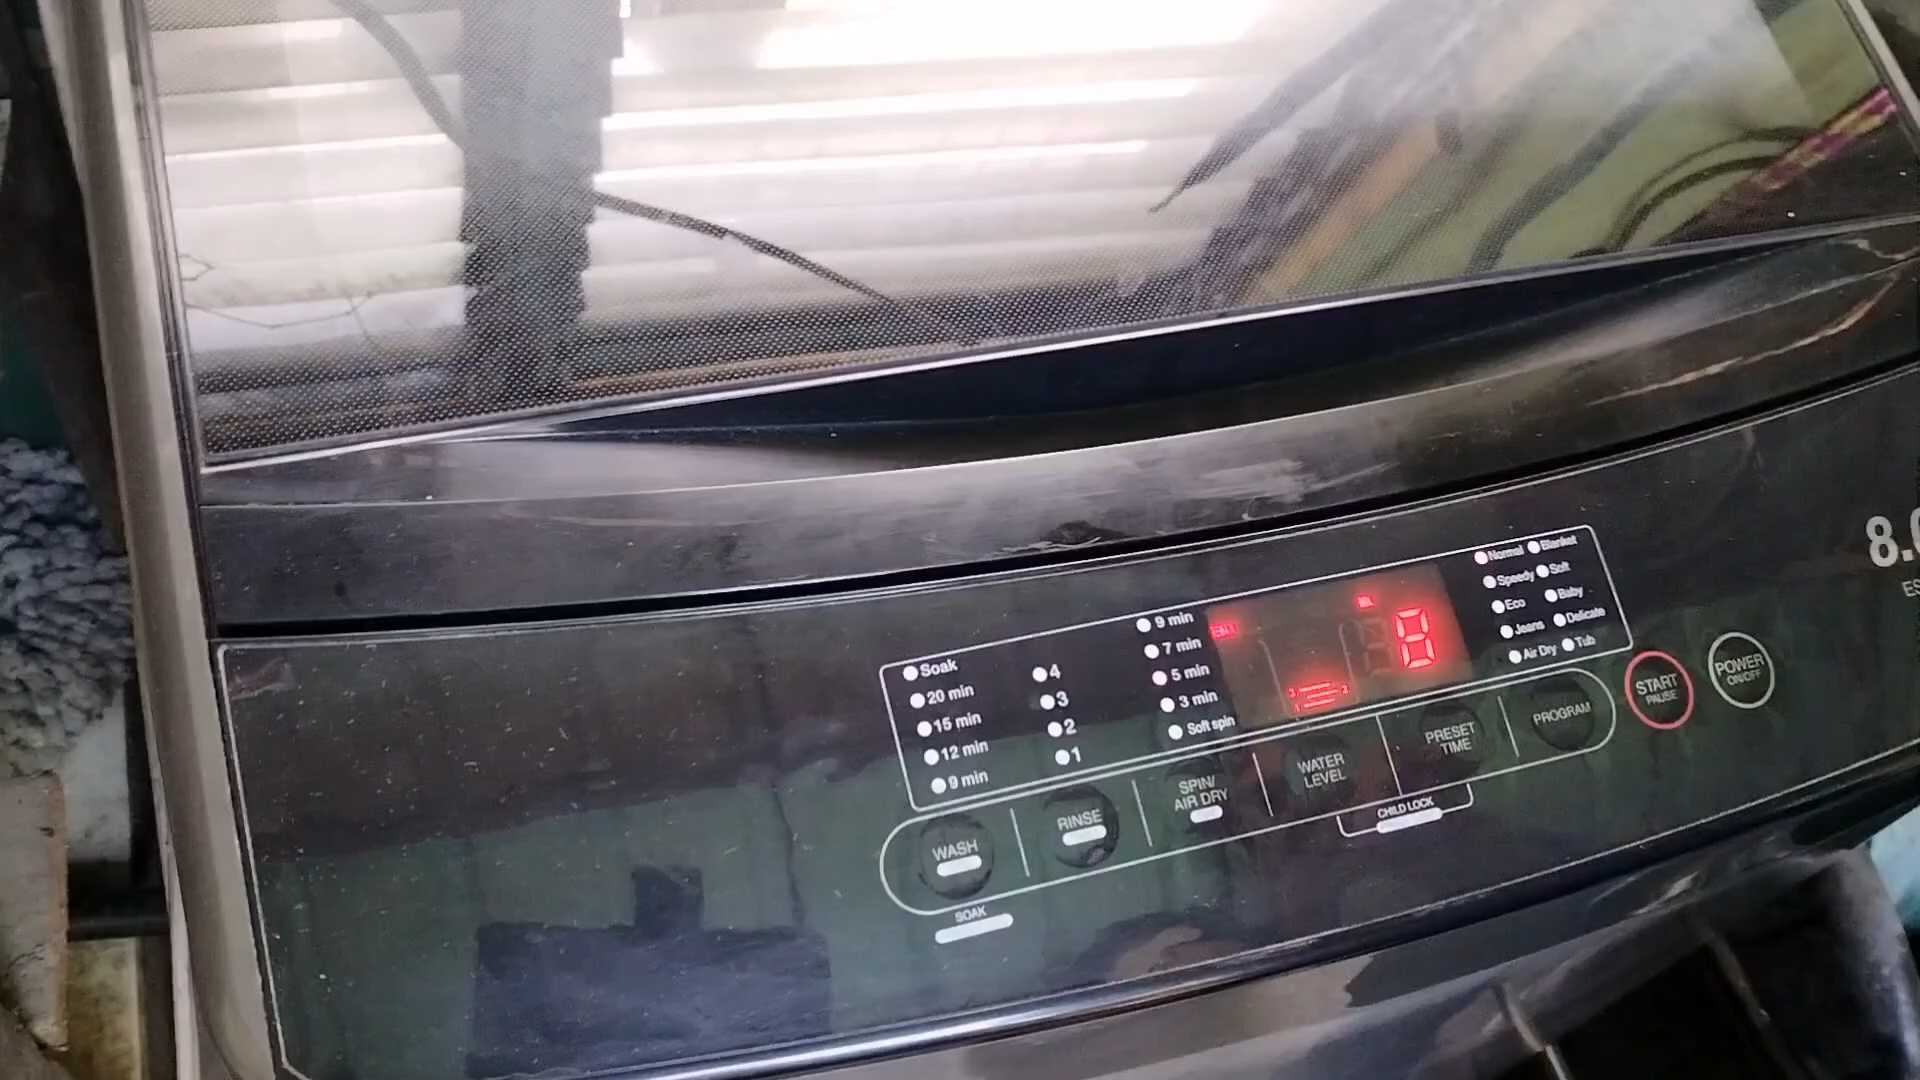 8.0
Normal Blanket
Speedy Soft
Eco Baby
Jeans Delicate
Air Dry Tub
Soak
20 min
15 min
12 min
9 min
4
3
2
1
9 min
7 min
5 min
3 min
Soft spin
8
WASH
RINSE
SPIN/
AIR DRY
WATER
LEVEL
PRESET
TIME
PROGRAM
START
PAUSE
POWER
ON/OFF
SOAK
CHILD LOCK